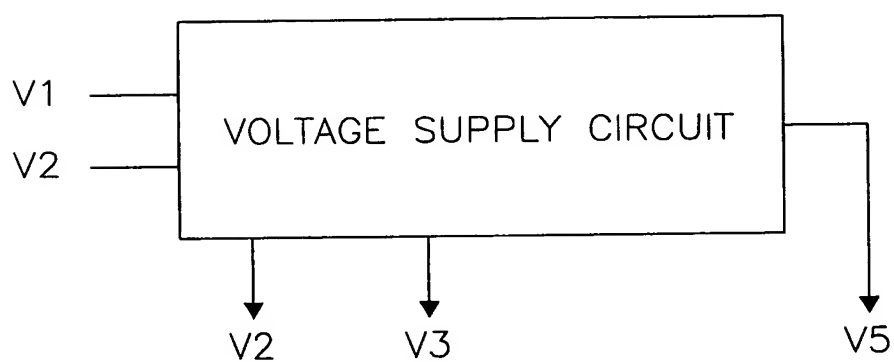 V1
VOLTAGE SUPPLY CIRCUIT
V2
V2
V3
V5